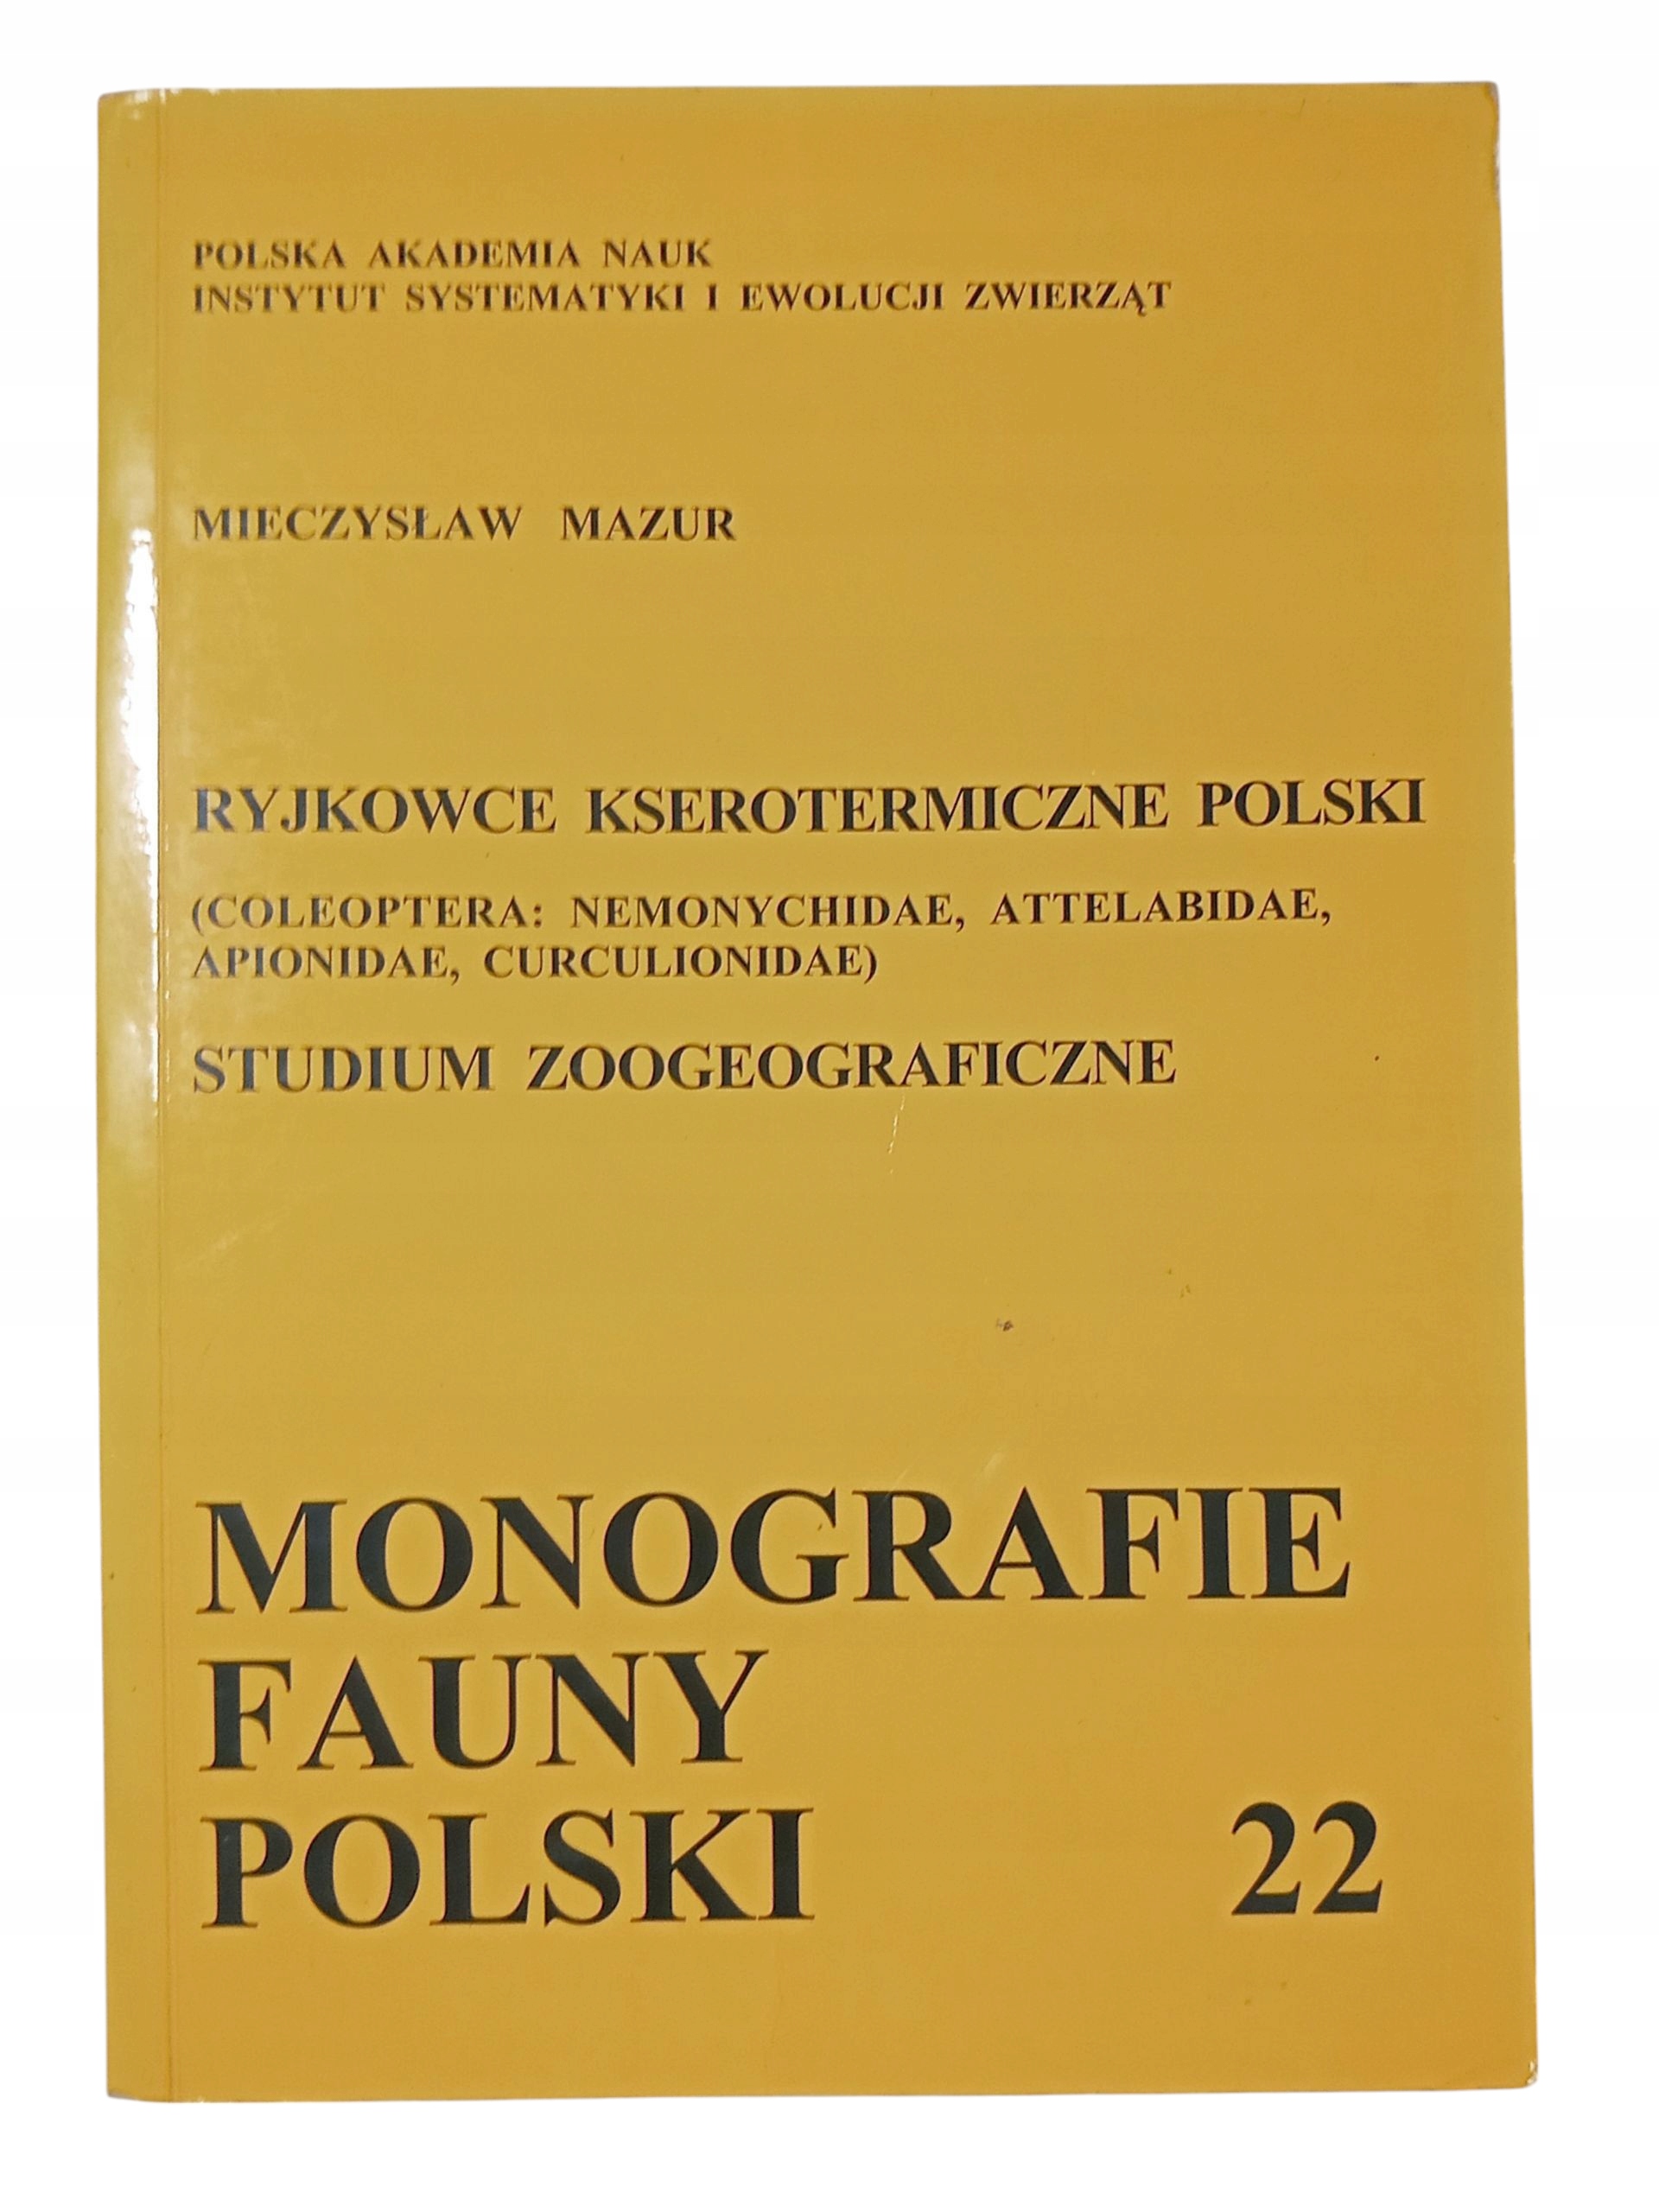 POLSKA AKADEMIA NAUK
INSTYTUT SYSTEMATYKI I EWOLUCJI ZWIERZĄT
MIECZYSŁAW MAZUR
RYJKOWCE KSEROTERMICZNE POLSKI
(COLEOPTERA: NEMONYCHIDAE, ATTELABIDAE,
APIONIDAE, CURCULIONIDAE)
STUDIUM ZOOGEOGRAFICZNE
MONOGRAFIE
FAUNY
POLSKI 22